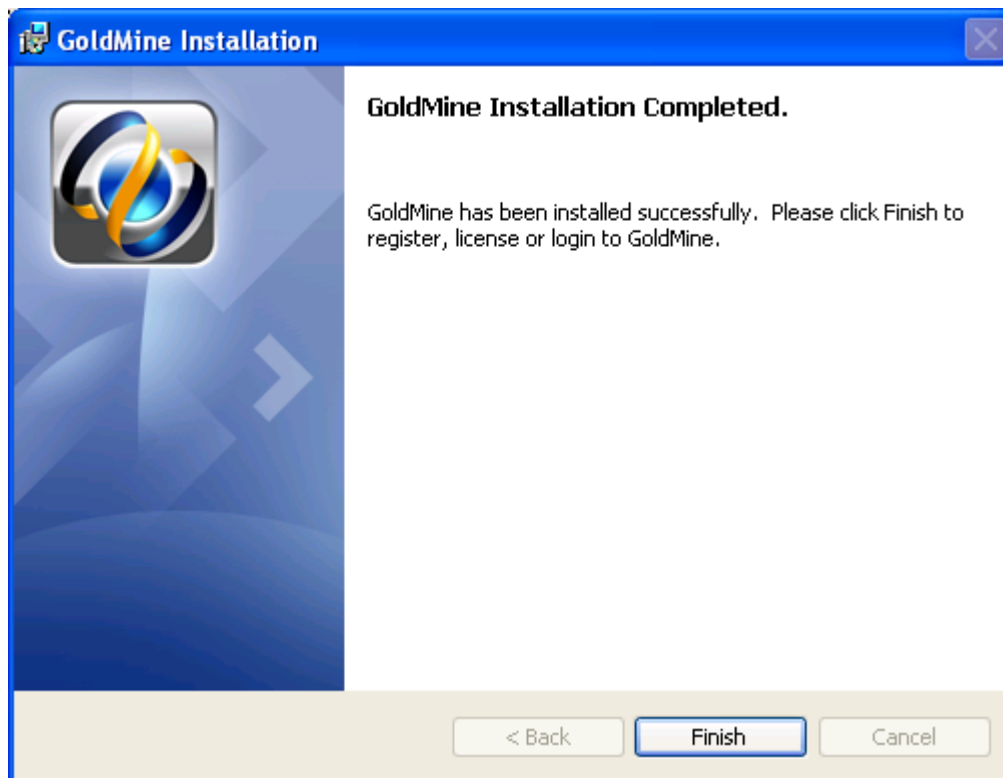 GoldMine Installation
GoldMine Installation Completed.
GoldMine has been installed successfully.  Please click Finish to
register, license or login to GoldMine.
< Back
Finish
Cancel